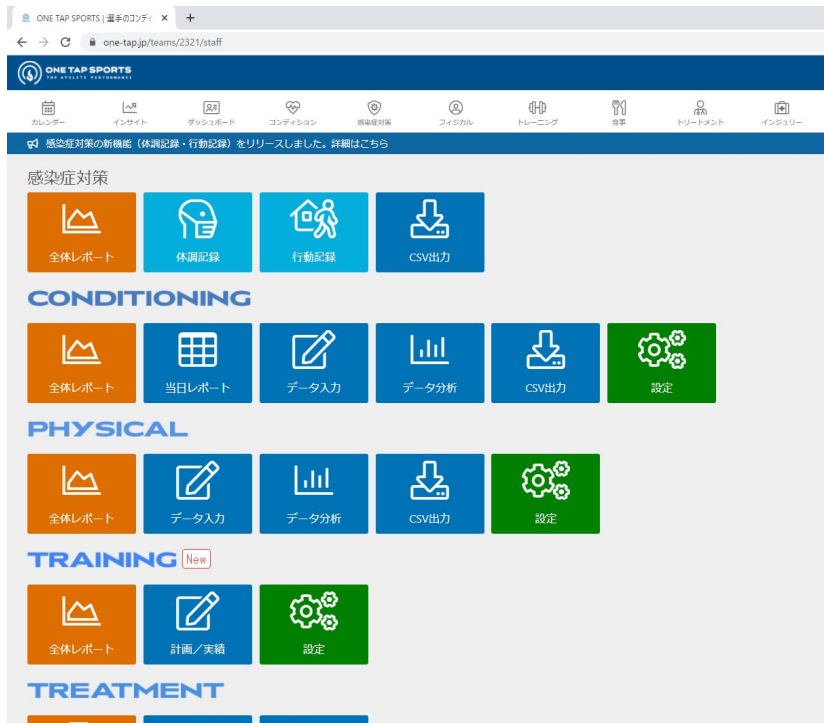 ONE TAP SPORTS | 選手のコンディ
one-tap.jp/teams/2321/staff
ONE TAP SPORTS
TOP ATHLETE PERFORMANCE
カレンダー インサイト ダッシュボード コンディション 感染症対策 フィジカル トレーニング 食事 トリートメント インジュリー
感染症対策の新機能（体調記録・行動記録）をリリースしました。詳細はこちら
感染症対策
全体レポート 体調記録 行動記録 CSV出力
CONDITIONING
全体レポート 当日レポート データ入力 データ分析 CSV出力 設定
PHYSICAL
全体レポート データ入力 データ分析 CSV出力 設定
TRAINING New
全体レポート 計画／実績 設定
TREATMENT